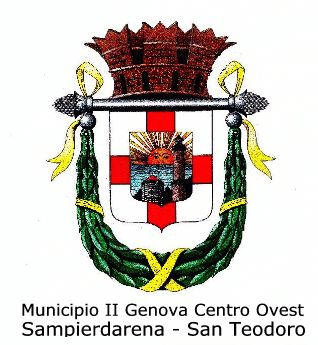 Municipio II Genova Centro Ovest
Sampierdarena - San Teodoro